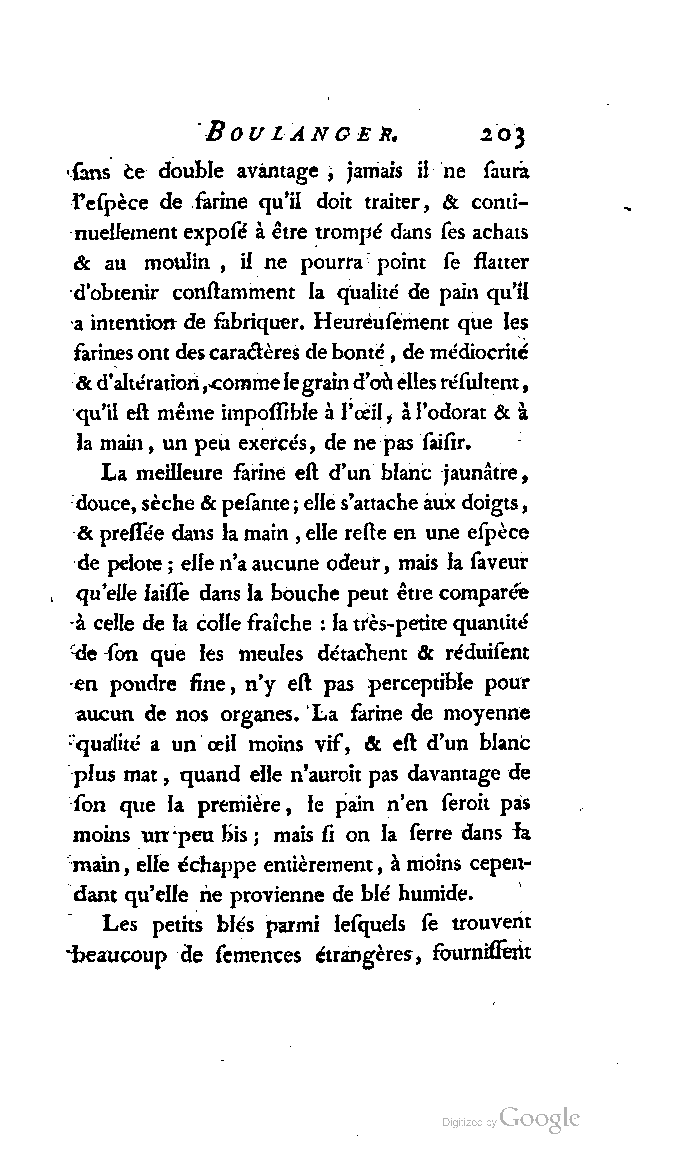 BOULANGER. 203
ſans ce double avantage, jamais il ne ſaura
l'eſpèce de farine qu'il doit traiter, & conti-
nuellement expoſé à être trompé dans ſes achats
& au moulin, il ne pourra point ſe flatter
d'obtenir conſtamment la qualité de pain qu'il
a intention de fabriquer. Heureuſement que les
farines ont des caractères de bonté, de médiocrité
& d'altération, comme le grain d'où elles réſultent,
qu'il eſt même impoſſible à l'œil, à l'odorat & à
la main, un peu exercés, de ne pas ſaiſir.
La meilleure farine eſt d'un blanc jaunâtre,
douce, sèche & peſante; elle s'attache aux doigts,
& preſſée dans la main, elle reſte en une eſpèce
de pelote; elle n'a aucune odeur, mais la ſaveur
qu'elle laiſſe dans la bouche peut être comparée
à celle de la colle fraîche : la très-petite quantité
de ſon que les meules détachent & réduiſent
en poudre fine, n'y eſt pas perceptible pour
aucun de nos organes. La farine de moyenne
qualité a un œil moins vif, & eſt d'un blanc
plus mat, quand elle n'auroit pas davantage de
ſon que la première, le pain n'en ſeroit pas
moins un peu bis; mais ſi on la ſerre dans la
main, elle échappe entièrement, à moins cepen-
dant qu'elle ne provienne de blé humide.
Les petits blés parmi leſquels ſe trouvent
beaucoup de ſemences étrangères, fourniſſent
Digitized by Google